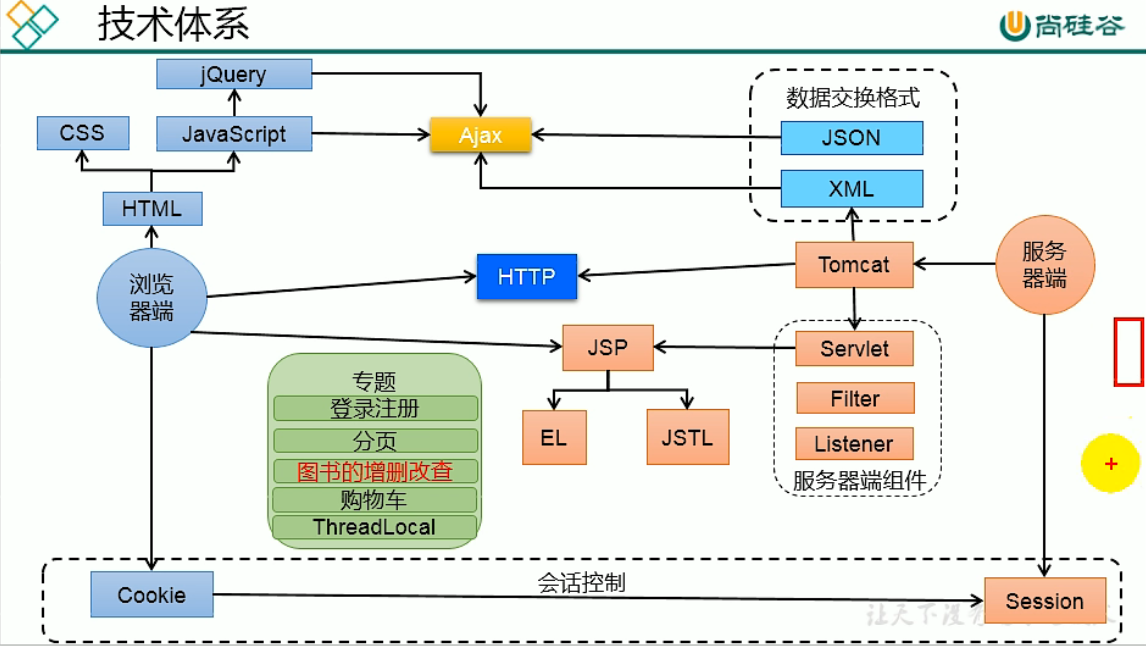 技术体系
尚硅谷
jQuery
数据交换格式
CSS
JavaScript
Ajax
JSON
XML
HTML
浏览
器端
HTTP
Tomcat
服务
器端
JSP
Servlet
专题
登录注册
分页
图书的增删改查
购物车
ThreadLocal
EL
JSTL
Filter
Listener
服务器端组件
会话控制
Cookie
Session
让天下没有